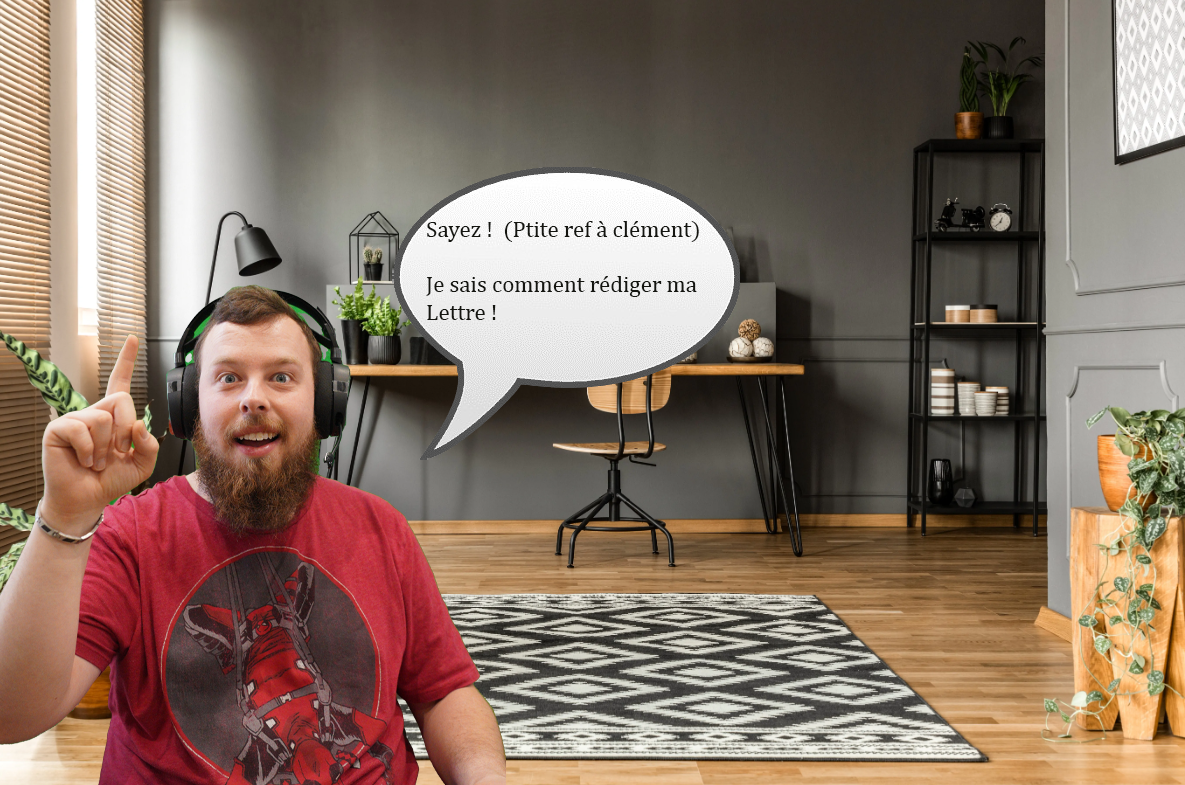 Sayez !  (Ptite ref à clément)
Je sais comment rédiger ma
Lettre !